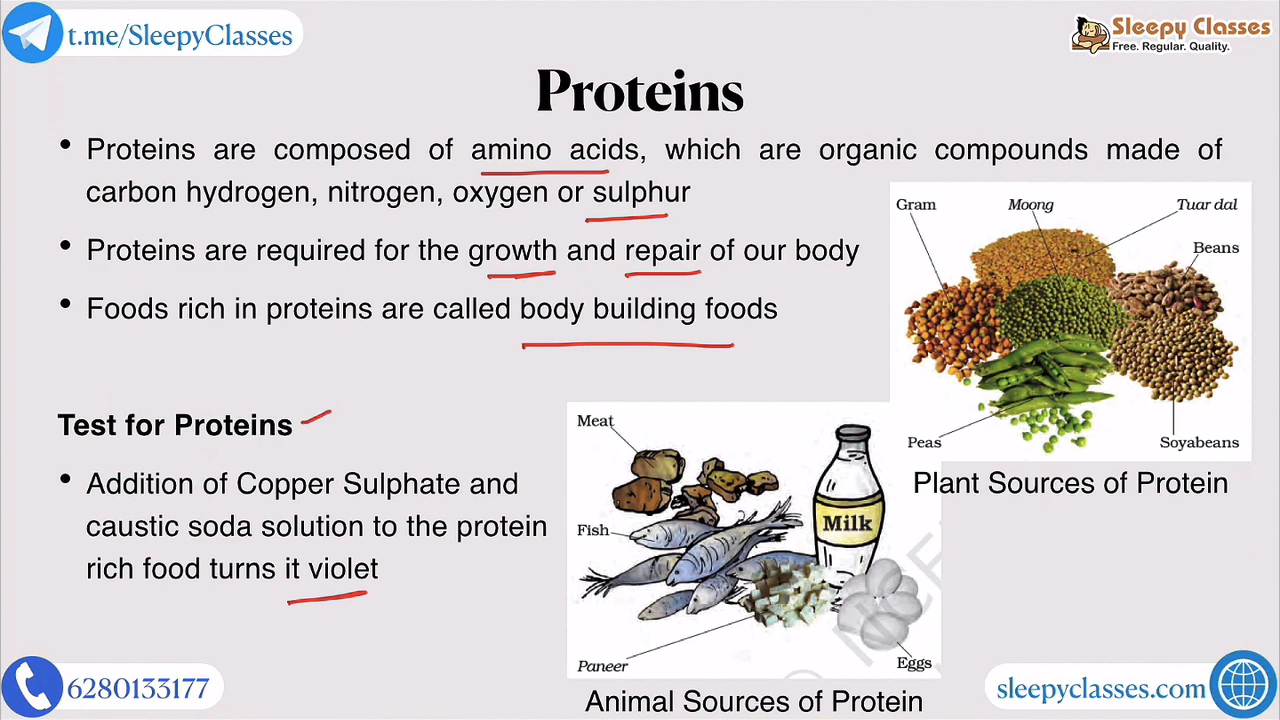 t.me/SleepyClasses
Sleepy Classes
Free. Regular. Quality.
Proteins
• Proteins are composed of amino acids, which are organic compounds made of
carbon hydrogen, nitrogen, oxygen or sulphur
• Proteins are required for the growth and repair of our body
• Foods rich in proteins are called body building foods
Gram
Moong
Tuar dal
Beans
Peas
Soyabeans
Plant Sources of Protein
Test for Proteins
• Addition of Copper Sulphate and
caustic soda solution to the protein
rich food turns it violet
Meat
Fish
Milk
Paneer
Eggs
Animal Sources of Protein
6280133177
sleepyclasses.com